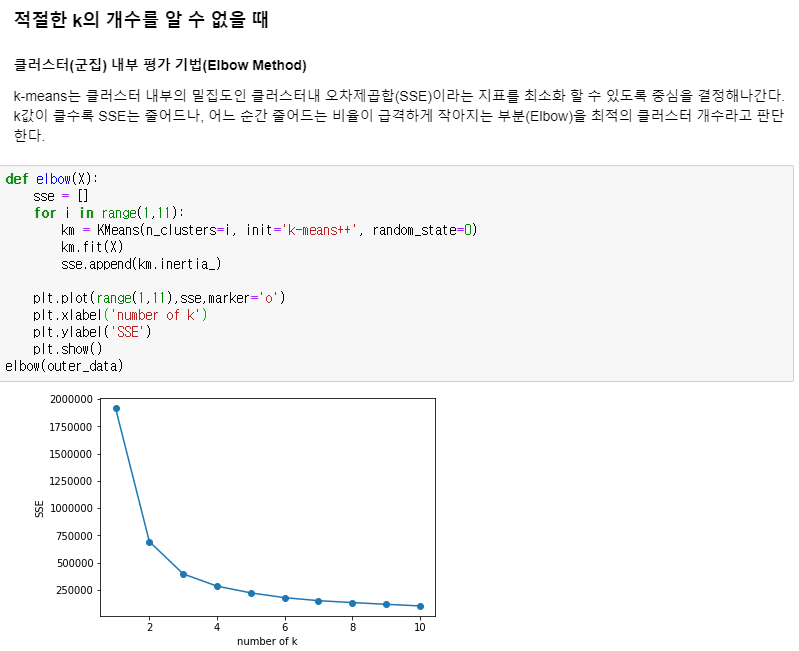 적절한 k의 개수를 알 수 없을 때
클러스터(군집) 내부 평가 기법(Elbow Method)
k-means는 클러스터 내부의 밀집도인 클러스터내 오차제곱합(SSE)이라는 지표를 최소화 할 수 있도록 중심을 결정해나간다.
k값이 클수록 SSE는 줄어드나, 어느 순간 줄어드는 비율이 급격하게 작아지는 부분(Elbow)을 최적의 클러스터 개수라고 판단
한다.
def elbow(X):
    sse = []
    for i in range(1,11):
        km = KMeans(n_clusters=i, init='k-means++', random_state=0)
        km.fit(X)
        sse.append(km.inertia_)
    plt.plot(range(1,11),sse,marker='o')
    plt.xlabel('number of k')
    plt.ylabel('SSE')
    plt.show()
elbow(outer_data)
2000000
1750000
1500000
1250000
1000000
750000
500000
250000
SSE
2 4 6 8 10
number of k